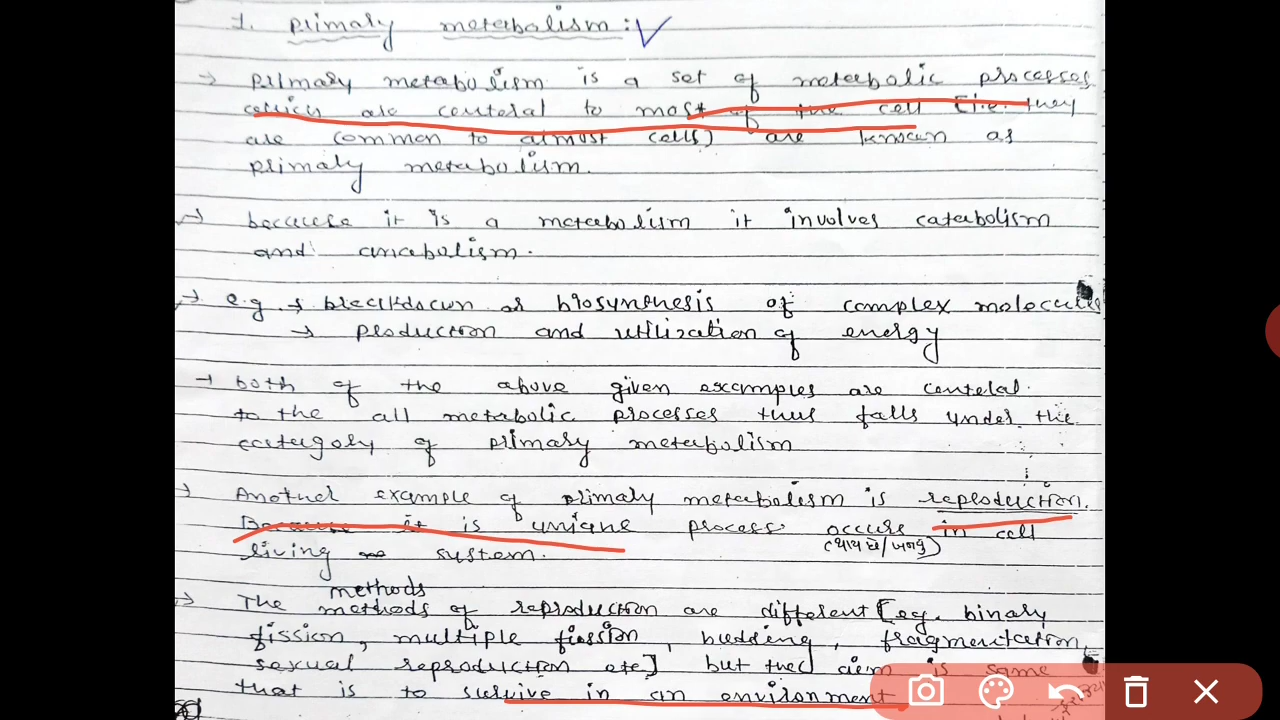 1. primary metabolism :
→ primary metabolism is a set of metabolic processes
which are centeral to most of the cell [i.e. they
are common to almost cells) are known as
primary metabolism.
→ because it is a metabolism it involves catabolism
and anabolism.
→ e.g. → breakdown or biosynthesis of complex molecules
→ production and utilization of energy
→ both of the above given examples are centeral
to the all metabolic processes thus falls under the
category of primary metabolism
→ Another example of primary metabolism is reproduction.
Because it is unique process occurs in cell
(થાય છે/બનવું)
living system.
methods
→ The methods of reproduction are different [eg. binary
fission, multiple fission, budding, fragmentation,
sexual reproduction etc] but their aim is same
that is to survive in an environment